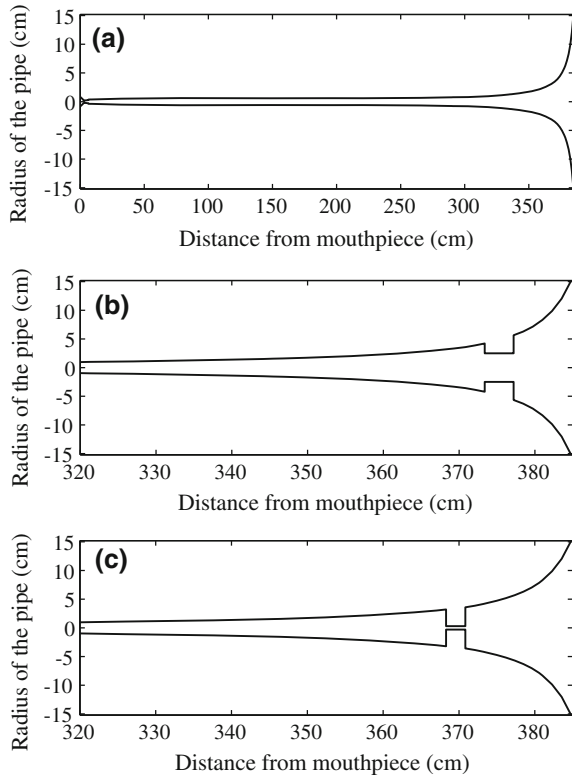 (a)
Radius of the pipe (cm)
15
10
5
0
-5
-10
-15
0 50 100 150 200 250 300 350
Distance from mouthpiece (cm)
(b)
Radius of the pipe (cm)
15
10
5
0
-5
-10
-15
320 330 340 350 360 370 380
Distance from mouthpiece (cm)
(c)
Radius of the pipe (cm)
15
10
5
0
-5
-10
-15
320 330 340 350 360 370 380
Distance from mouthpiece (cm)